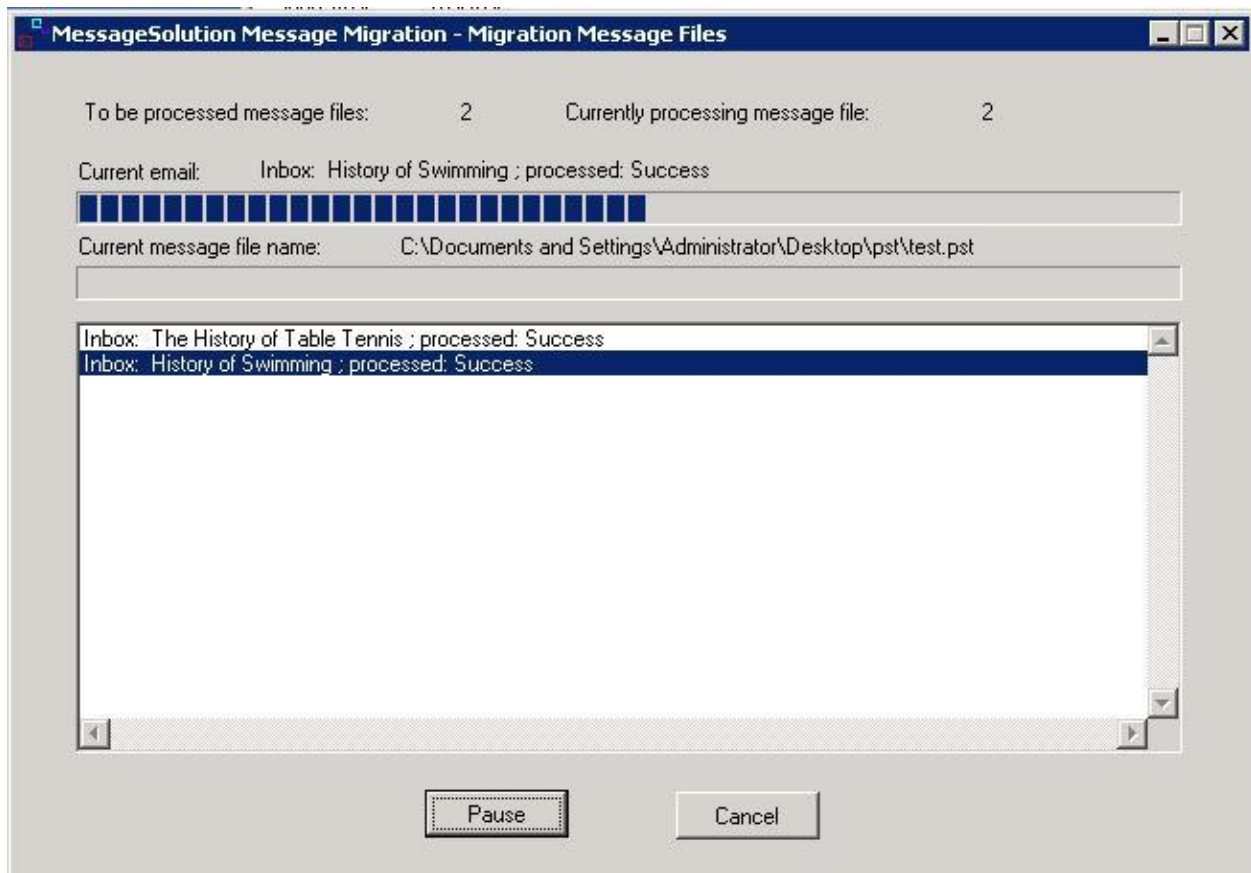 MessageSolution Message Migration - Migration Message Files
To be processed message files: 2 Currently processing message file: 2
Current email: Inbox: History of Swimming ; processed: Success
Current message file name: C:\Documents and Settings\Administrator\Desktop\pst\test.pst
Inbox: The History of Table Tennis ; processed: Success
Inbox: History of Swimming ; processed: Success
Pause Cancel